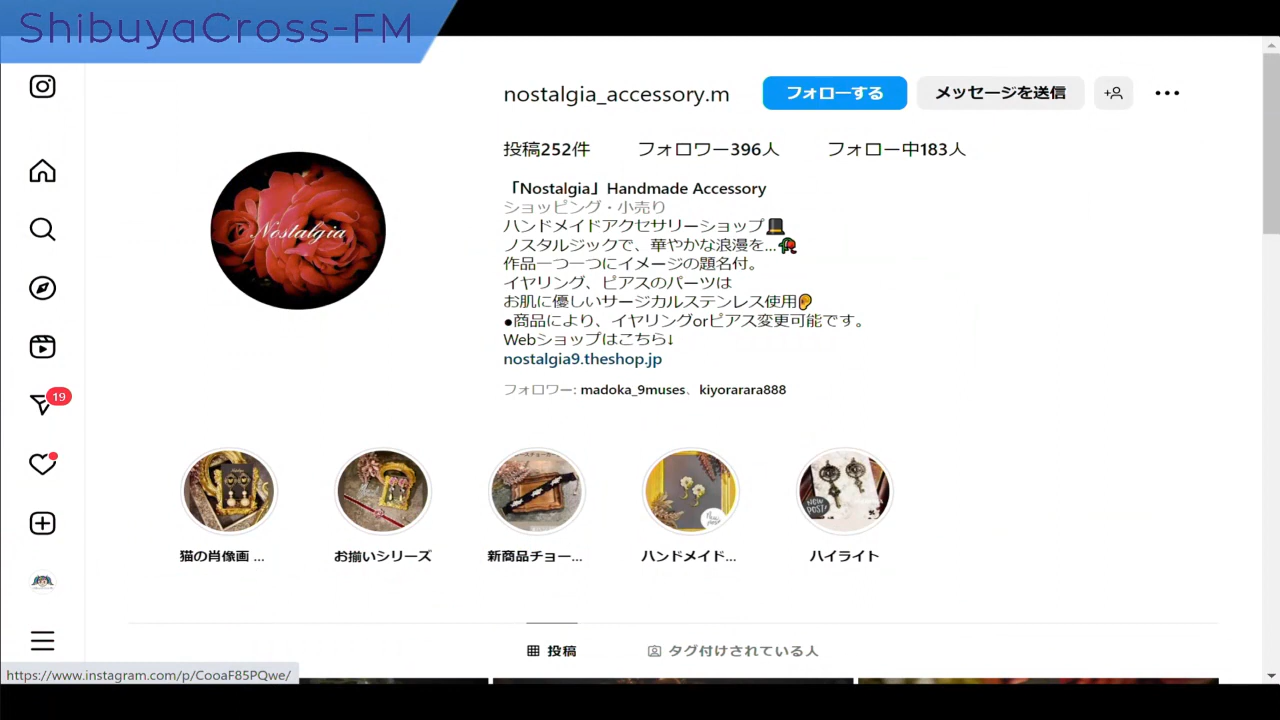 ShibuyaCross-FM
nostalgia_accessory.m
フォローする
メッセージを送信
投稿252件 フォロワー396人 フォロー中183人
「Nostalgia」Handmade Accessory
ショッピング・小売り
ハンドメイドアクセサリーショップ🎩
ノスタルジックで、華やかな浪漫を...🥀
作品一つ一つにイメージの題名付。
イヤリング、ピアスのパーツは
お肌に優しいサージカルステンレス使用👂
●商品により、イヤリングorピアス変更可能です。
Webショップはこちら↓
nostalgia9.theshop.jp
フォロワー: madoka_9muses、kiyorarara888
Nostalgia
19
NEW POST!
猫の肖像画 ...
お揃いシリーズ
新商品チョー...
ハンドメイド...
ハイライト
投稿
タグ付けされている人
https://www.instagram.com/p/CooaF85PQwe/